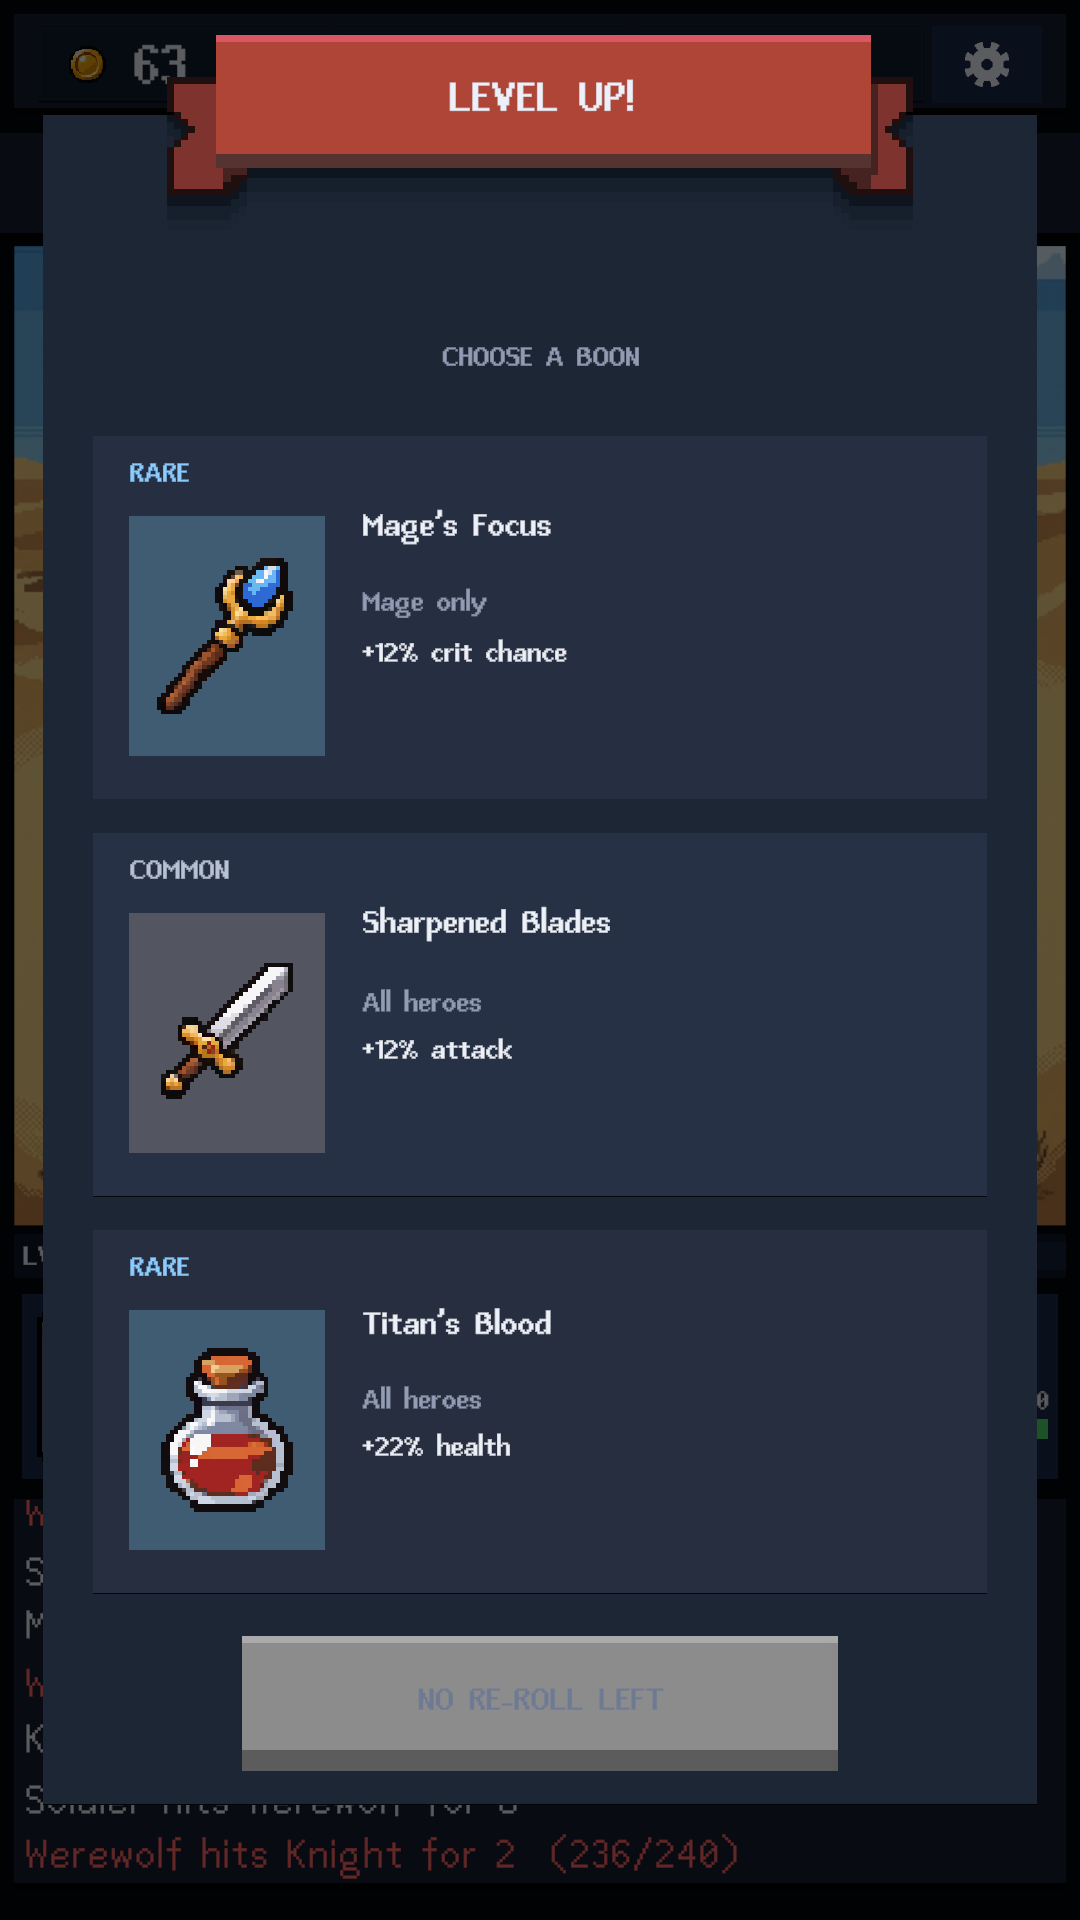 63
LEVEL UP!
CHOOSE A BOON
RARE
Mage's Focus
Mage only
+12% crit chance
COMMON
Sharpened Blades
All heroes
+12% attack
RARE
Titan's Blood
All heroes
+22% health
NO RE-ROLL LEFT
Werewolf hits Knight for 2 (236/240)